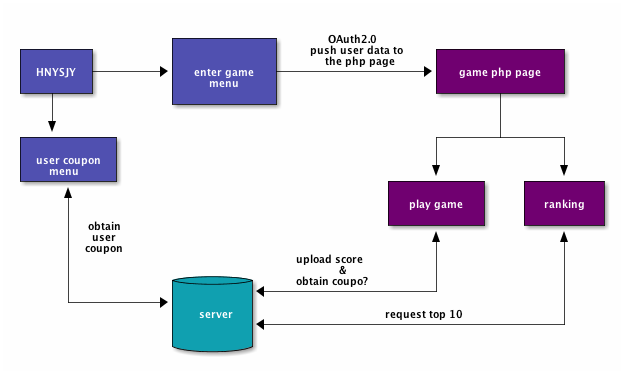 OAuth2.0
push user data to
the php page
HNYSJY
enter game
menu
game php page
user coupon
menu
play game
ranking
obtain
user
coupon
upload score
&
obtain coupo?
server
request top 10